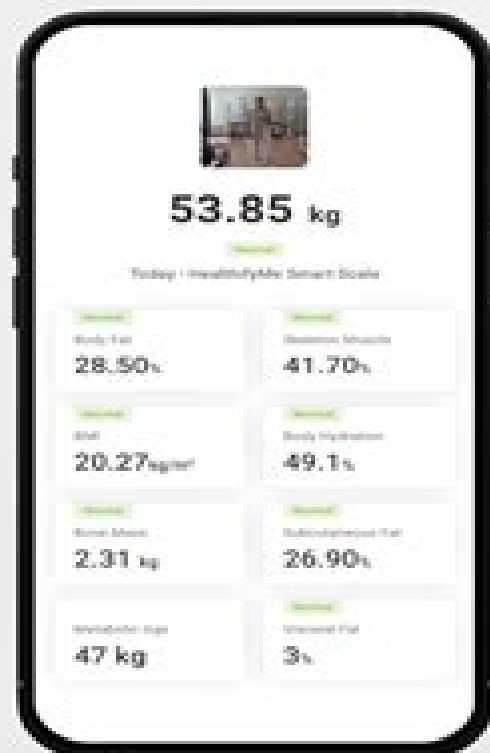 53.85 kg
Normal
Today · HealthifyMe Smart Scale
Normal
Body Fat
28.50%
Normal
Skeleton Muscle
41.70%
Normal
BMI
20.27kg/m²
Normal
Body Hydration
49.1%
Normal
Bone Mass
2.31 kg
Normal
Subcutaneous Fat
26.90%
Metabolic Age
47 kg
Normal
Visceral Fat
3%